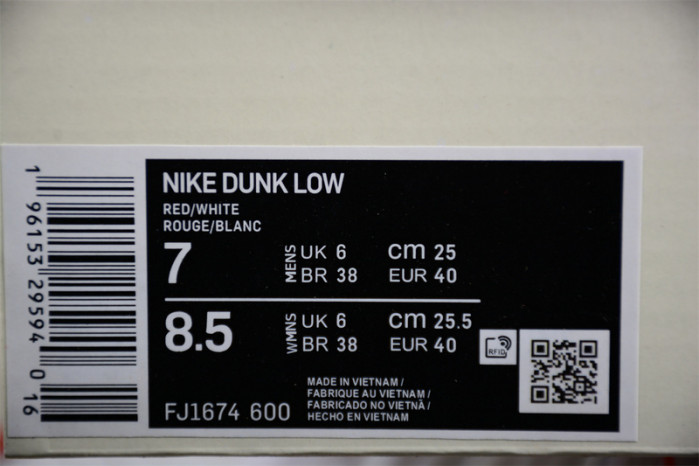 NIKE DUNK LOW
RED/WHITE
ROUGE/BLANC
7 MENS UK 6 cm 25
BR 38 EUR 40
8.5 WMNS UK 6 cm 25.5
BR 38 EUR 40
RFID
MADE IN VIETNAM /
FABRIQUE AU VIETNAM /
FABRICADO NO VIETNÃ /
HECHO EN VIETNAM
FJ1674 600
1 96153 29594 0 16